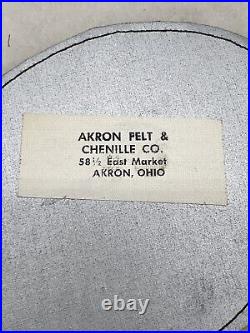 AKRON FELT &
CHENILLE CO.
58½ East Market
AKRON, OHIO